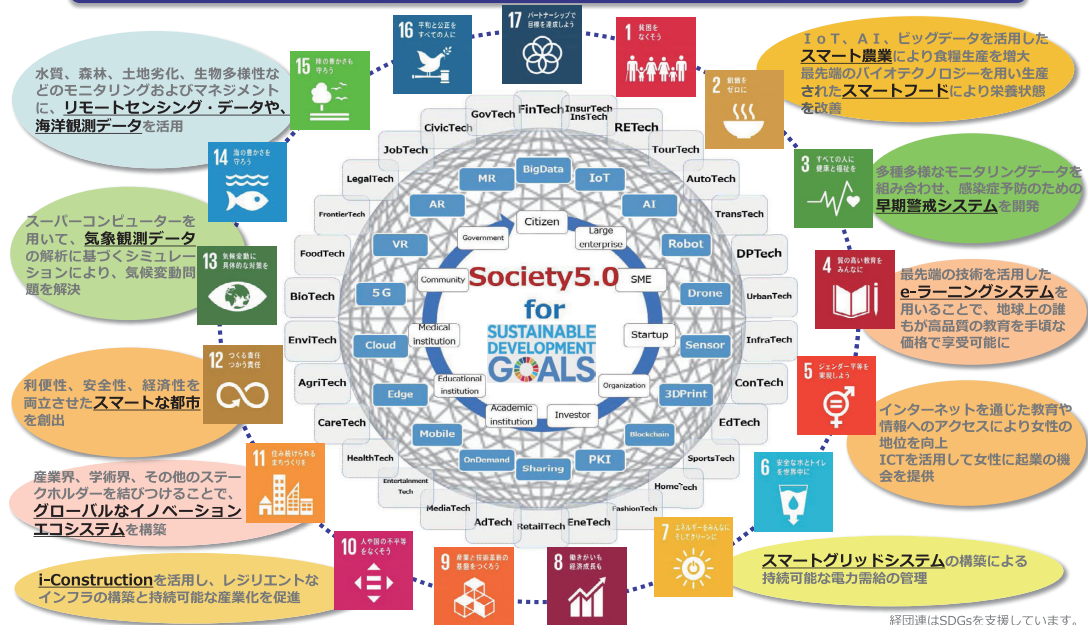 17 パートナーシップで
目標を達成しよう
16 平和と公正を
すべての人に
1 貧困を
なくそう
15 陸の豊かさも
守ろう
2 飢餓を
ゼロに
ＩｏＴ、ＡＩ、ビッグデータを活用した
スマート農業により食糧生産を増大
最先端のバイオテクノロジーを用い生産
されたスマートフードにより栄養状態
を改善
水質、森林、土地劣化、生物多様性な
どのモニタリングおよびマネジメント
に、リモートセンシング・データや、
海洋観測データを活用
14 海の豊かさを
守ろう
3 すべての人に
健康と福祉を
多種多様なモニタリングデータを
組み合わせ、感染症予防のための
早期警戒システムを開発
スーパーコンピューターを
用いて、気象観測データ
の解析に基づくシミュレー
ションにより、気候変動問
題を解決
13 気候変動に
具体的な対策を
4 質の高い教育を
みんなに
最先端の技術を活用した
e-ラーニングシステムを
用いることで、地球上の誰
もが高品質の教育を手頃な
価格で享受可能に
12 つくる責任
つかう責任
利便性、安全性、経済性を
両立させたスマートな都市
を創出
5 ジェンダー平等を
実現しよう
インターネットを通じた教育や
情報へのアクセスにより女性の
地位を向上
ICTを活用して女性に起業の機
会を提供
11 住み続けられる
まちづくりを
産業界、学術界、その他のステー
クホルダーを結びつけることで、
グローバルなイノベーション
エコシステムを構築
6 安全な水とトイレ
を世界中に
10 人や国の不平等
をなくそう
9 産業と技術革新の
基盤をつくろう
8 働きがいも
経済成長も
7 エネルギーをみんなに
そしてクリーンに
i-Constructionを活用し、レジリエントな
インフラの構築と持続可能な産業化を促進
スマートグリッドシステムの構築による
持続可能な電力需給の管理
GovTech
FinTech
InsurTech
InsTech
RETech
TourTech
AutoTech
TransTech
DPTech
UrbanTech
InfraTech
ConTech
EdTech
SportsTech
HomeTech
FashionTech
EneTech
RetailTech
AdTech
MediaTech
Entertainment
Tech
HealthTech
CareTech
AgriTech
EnviTech
BioTech
FoodTech
FrontierTech
LegalTech
JobTech
CivicTech
BigData
IoT
AI
Robot
Drone
Sensor
3DPrint
Blockchain
PKI
Sharing
OnDemand
Mobile
Edge
Cloud
5G
VR
AR
MR
Citizen
Large
enterprise
SME
Startup
Organization
Investor
Academic
institution
Educational
institution
Medical
institution
Community
Government
Society5.0
for
SUSTAINABLE
DEVELOPMENT
GOALS
経団連はSDGsを支援しています。